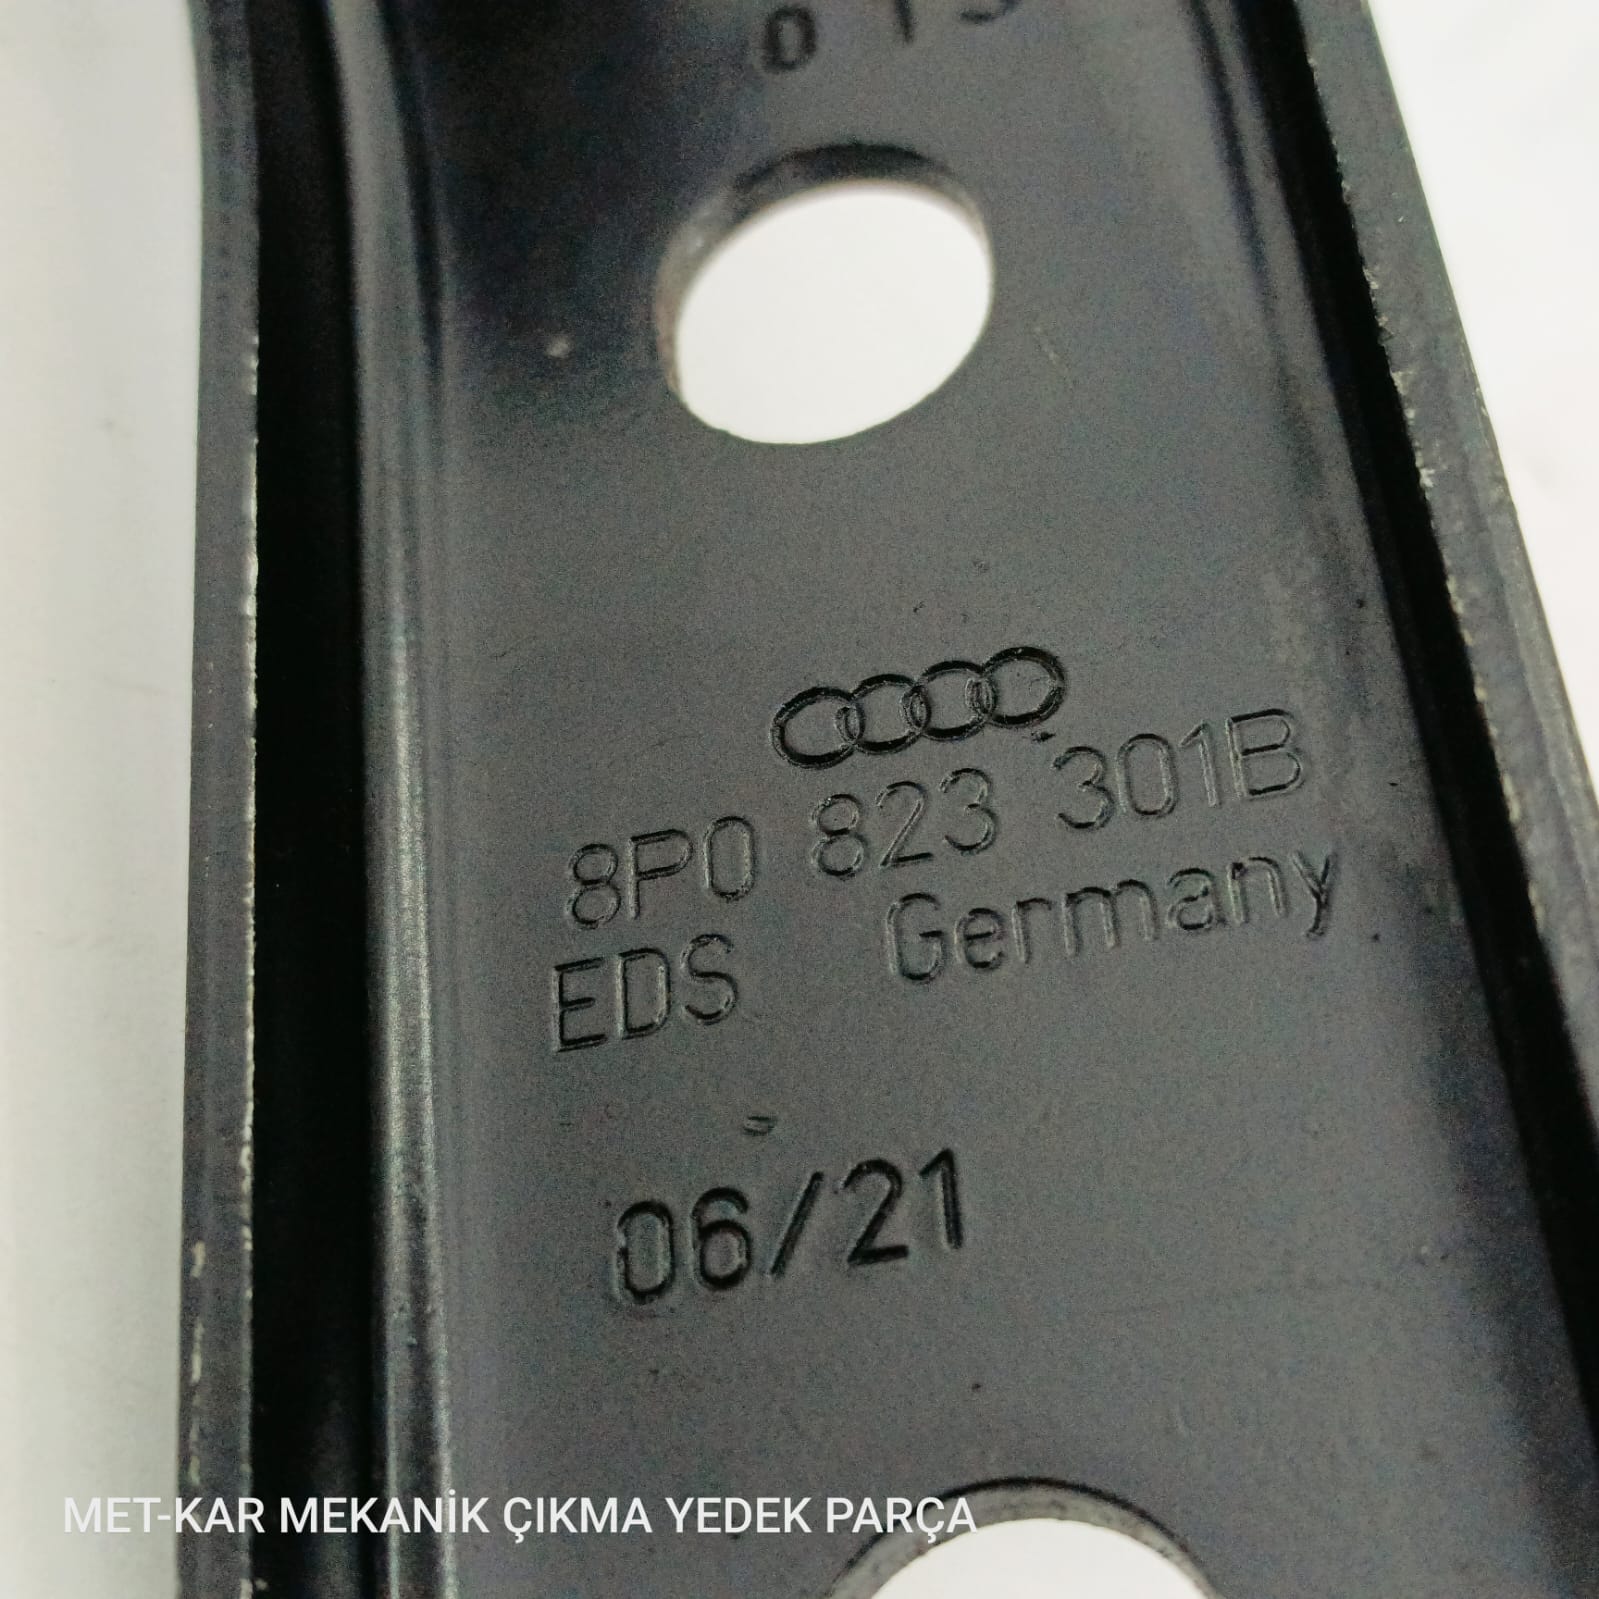 8P0 823 301B
EDS Germany
06/21
MET-KAR MEKANİK ÇIKMA YEDEK PARÇA